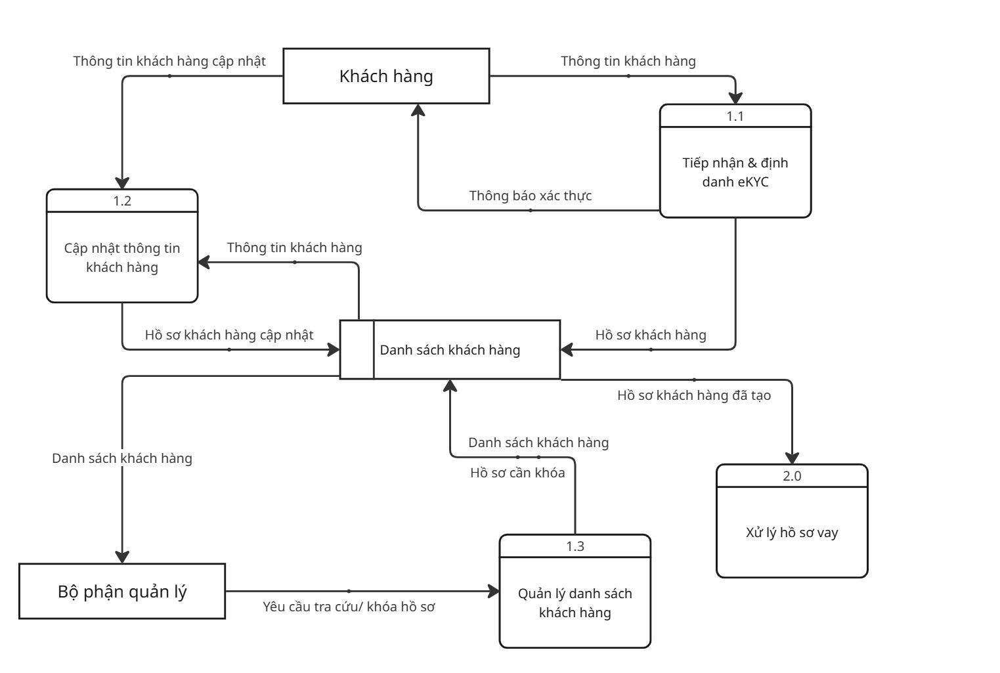 Thông tin khách hàng cập nhật
Khách hàng
Thông tin khách hàng
1.1
Tiếp nhận & định
danh eKYC
Thông báo xác thực
1.2
Cập nhật thông tin
khách hàng
Thông tin khách hàng
Hồ sơ khách hàng cập nhật
Danh sách khách hàng
Hồ sơ khách hàng
Hồ sơ khách hàng đã tạo
Danh sách khách hàng
Danh sách khách hàng
Hồ sơ cần khóa
2.0
Xử lý hồ sơ vay
1.3
Quản lý danh sách
khách hàng
Bộ phận quản lý
Yêu cầu tra cứu/ khóa hồ sơ